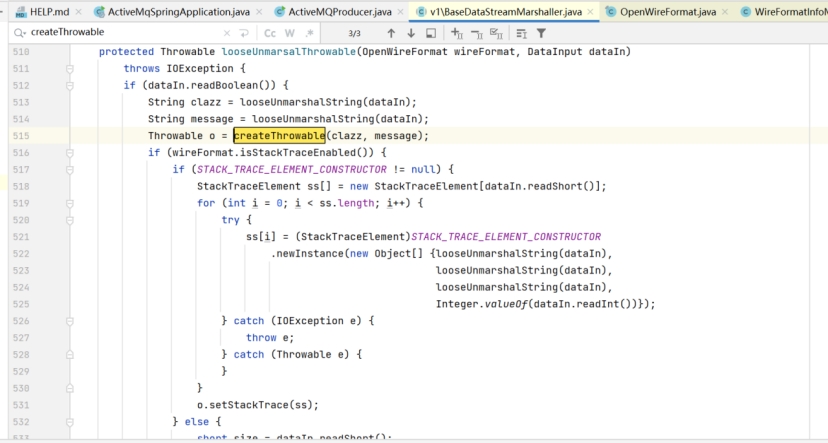 HELP.md ActiveMqSpringApplication.java ActiveMQProducer.java v1\BaseDataStreamMarshaller.java OpenWireFormat.java WireFormatInfoM
createThrowable Cc W .* 3/3
510 protected Throwable looseUnmarsalThrowable(OpenWireFormat wireFormat, DataInput dataIn)
511 throws IOException {
512 if (dataIn.readBoolean()) {
513 String clazz = looseUnmarshalString(dataIn);
514 String message = looseUnmarshalString(dataIn);
515 Throwable o = createThrowable(clazz, message);
516 if (wireFormat.isStackTraceEnabled()) {
517 if (STACK_TRACE_ELEMENT_CONSTRUCTOR != null) {
518 StackTraceElement ss[] = new StackTraceElement[dataIn.readShort()];
519 for (int i = 0; i < ss.length; i++) {
520 try {
521 ss[i] = (StackTraceElement)STACK_TRACE_ELEMENT_CONSTRUCTOR
522 .newInstance(new Object[] {looseUnmarshalString(dataIn),
523 looseUnmarshalString(dataIn),
524 looseUnmarshalString(dataIn),
525 Integer.valueOf(dataIn.readInt())});
526 } catch (IOException e) {
527 throw e;
528 } catch (Throwable e) {
529 }
530 }
531 o.setStackTrace(ss);
532 } else {
533 short size = dataIn.readShort();